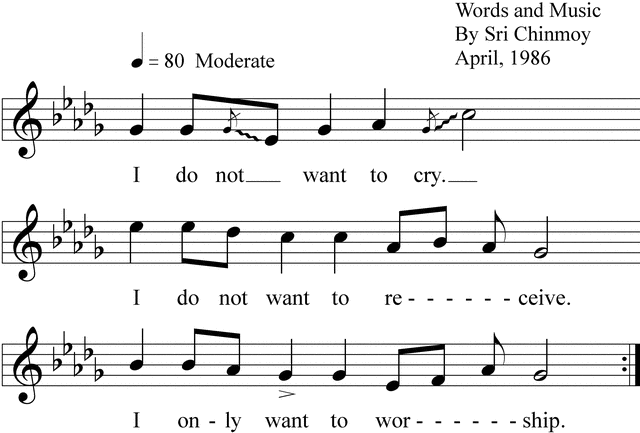 Words and Music
By Sri Chinmoy
April, 1986
= 80 Moderate
I do not___ want to cry.___
I do not want to re- - - - - - ceive.
I on-ly want to wor- - - - - - ship.